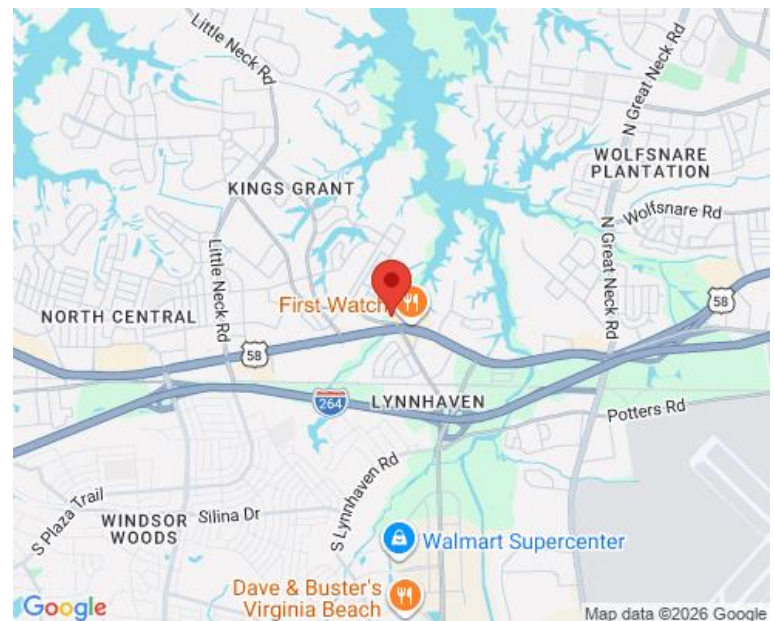 Little Neck Rd
N Great Neck Rd
WOLFSNARE
PLANTATION
KINGS GRANT
Wolfsnare Rd
Little Neck Rd
N Great Neck Rd
First Watch
58
NORTH CENTRAL
58
264
LYNNHAVEN
Potters Rd
S Lynnhaven Rd
S Plaza Trail
WINDSOR
WOODS
Silina Dr
Walmart Supercenter
Dave & Buster's
Virginia Beach
Google
Map data ©2026 Google